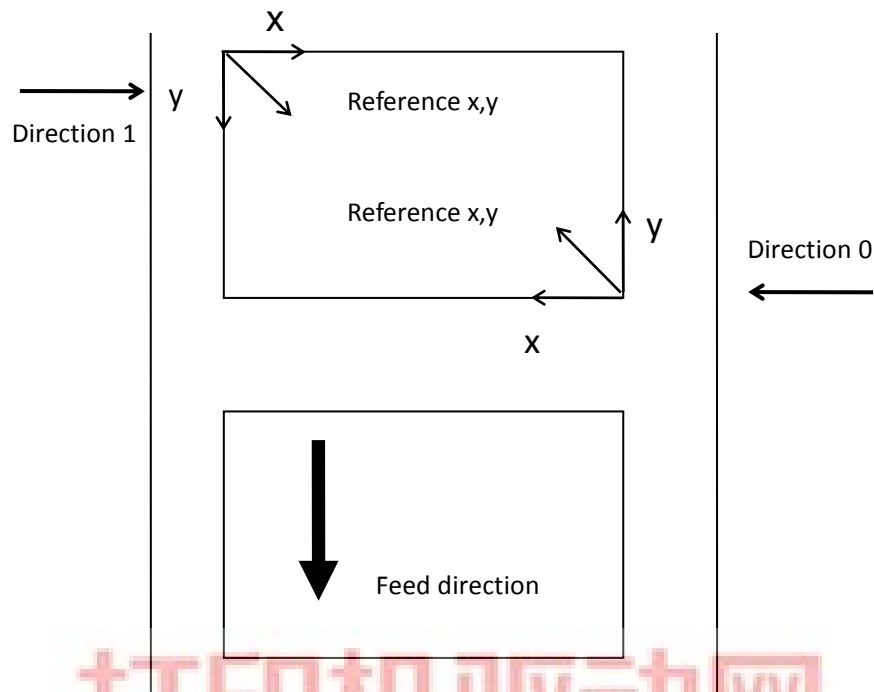 x
y
Reference x,y
Direction 1
Reference x,y
y
Direction 0
x
Feed direction